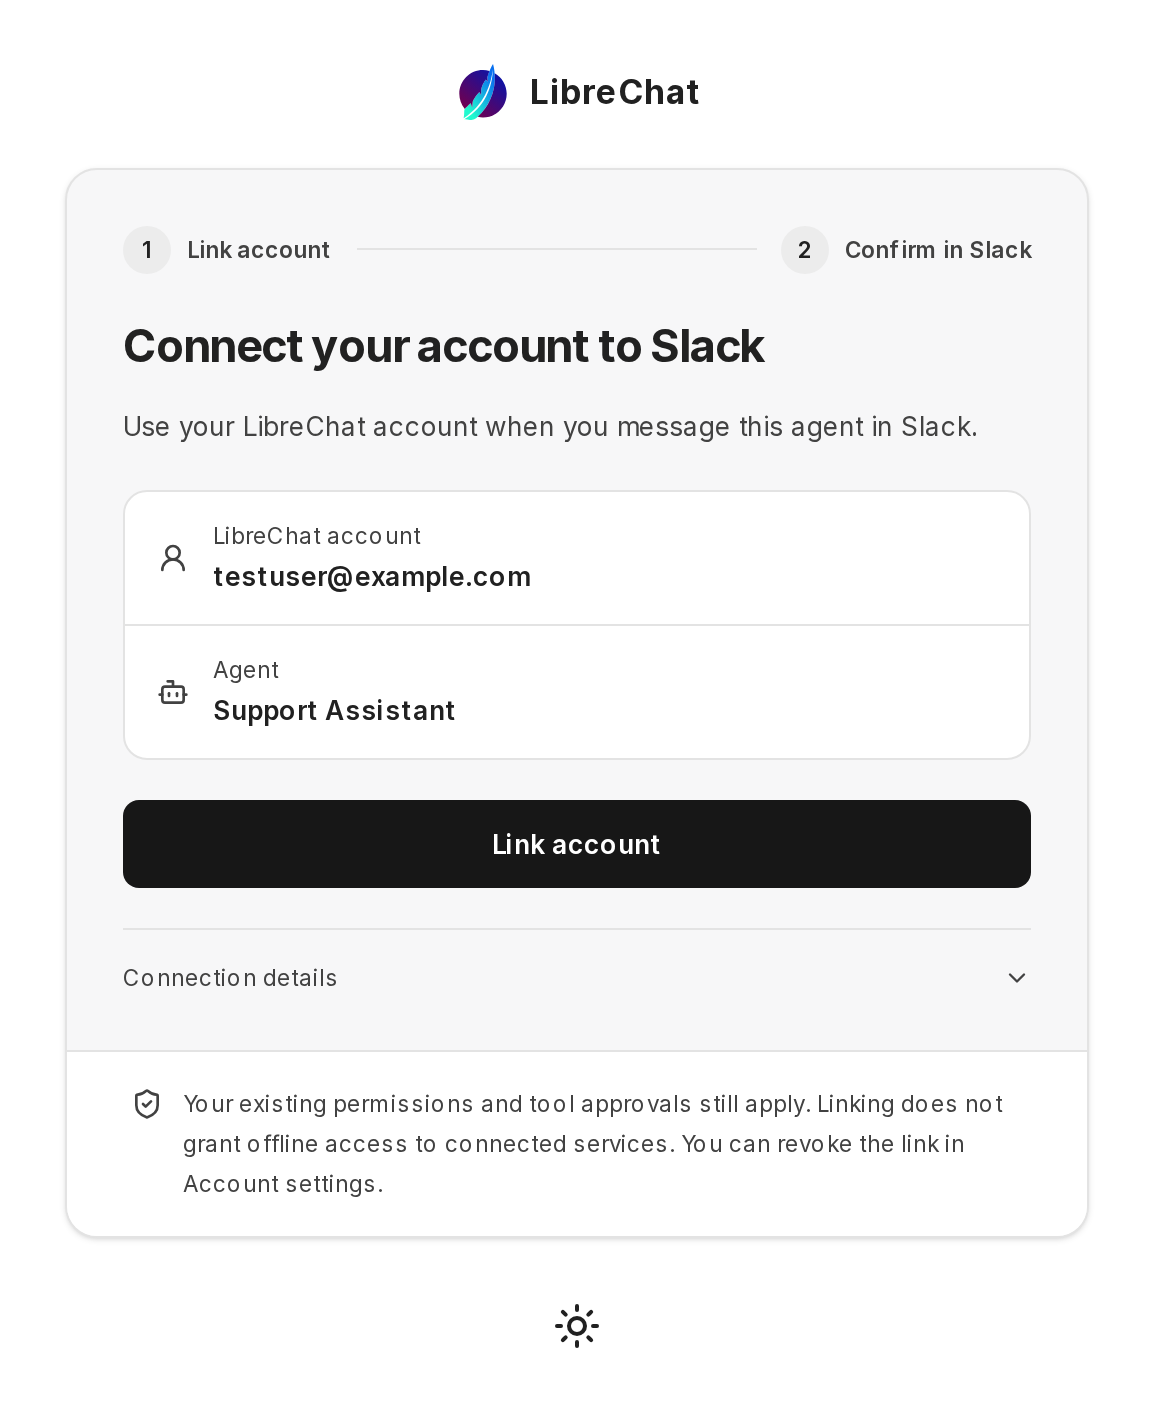 LibreChat
1 Link account 2 Confirm in Slack
Connect your account to Slack
Use your LibreChat account when you message this agent in Slack.
LibreChat account
testuser@example.com
Agent
Support Assistant
Link account
Connection details
Your existing permissions and tool approvals still apply. Linking does not
grant offline access to connected services. You can revoke the link in
Account settings.